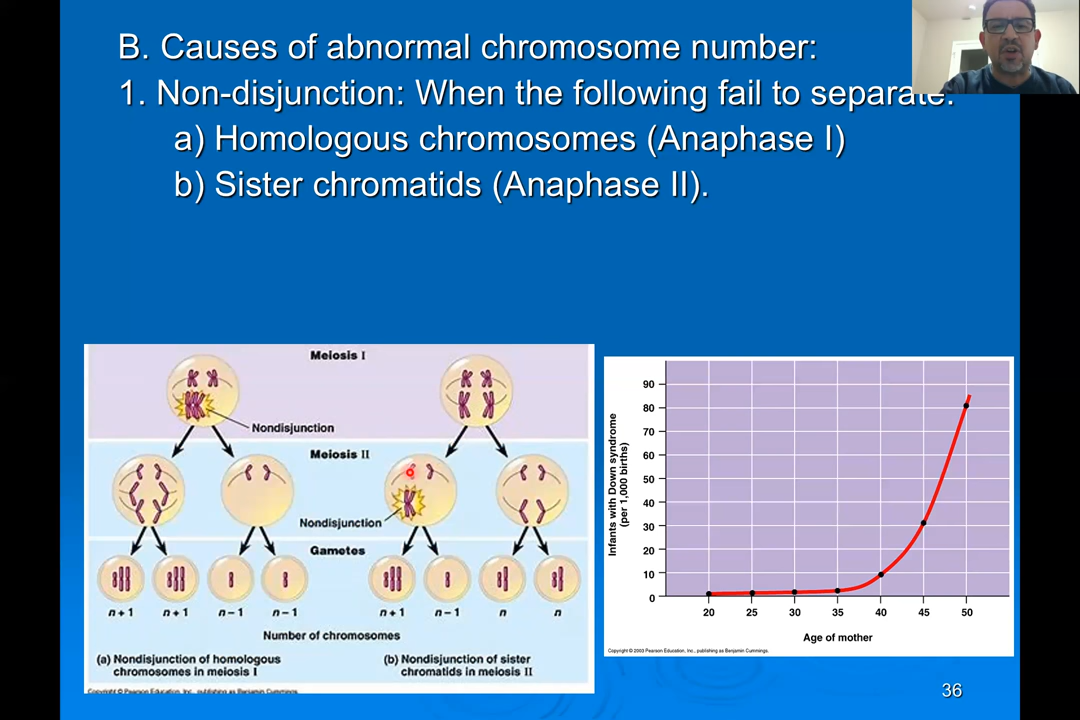 B. Causes of abnormal chromosome number:
1. Non-disjunction: When the following fail to separate:
a) Homologous chromosomes (Anaphase I)
b) Sister chromatids (Anaphase II).
Meiosis I
Nondisjunction
Meiosis II
Nondisjunction
Gametes
n + 1
n + 1
n – 1
n – 1
n + 1
n – 1
n
n
Number of chromosomes
(a) Nondisjunction of homologous
chromosomes in meiosis I
(b) Nondisjunction of sister
chromatids in meiosis II
Copyright © Pearson Education, Inc., publishing as Benjamin Cummings.
Infants with Down syndrome
(per 1,000 births)
90
80
70
60
50
40
30
20
10
0
20
25
30
35
40
45
50
Age of mother
Copyright © 2003 Pearson Education, Inc., publishing as Benjamin Cummings.
36